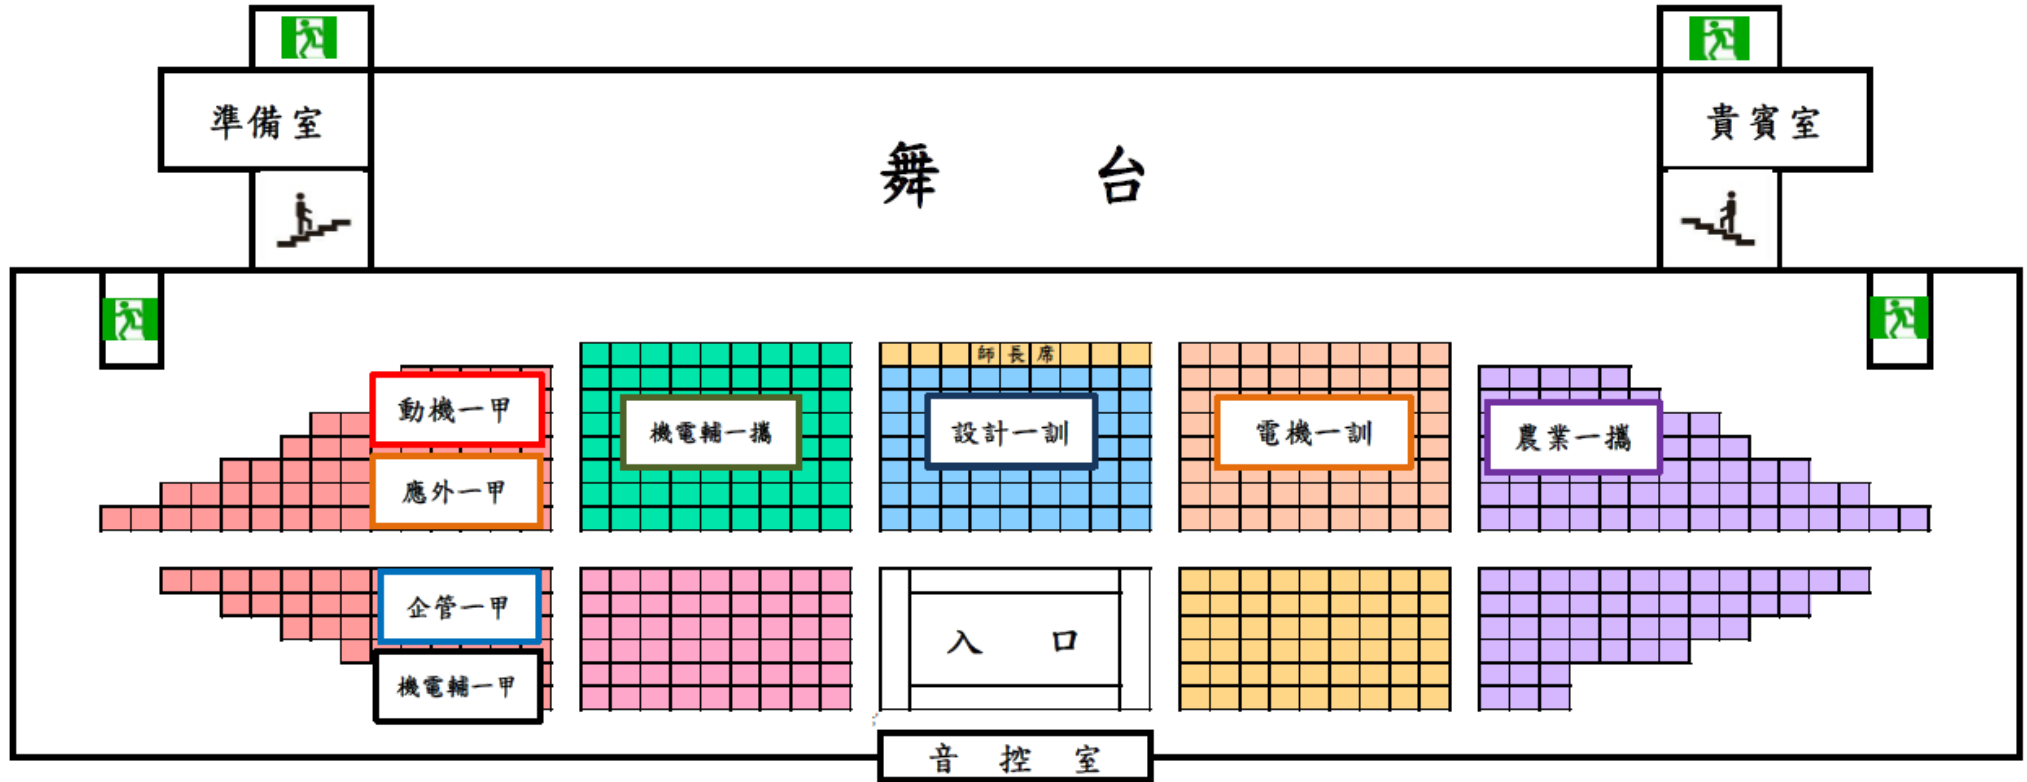 準備室
貴賓室
舞台
師長席
動機一甲
機電輔一攜
設計一訓
電機一訓
農業一攜
應外一甲
企管一甲
入口
機電輔一甲
音控室